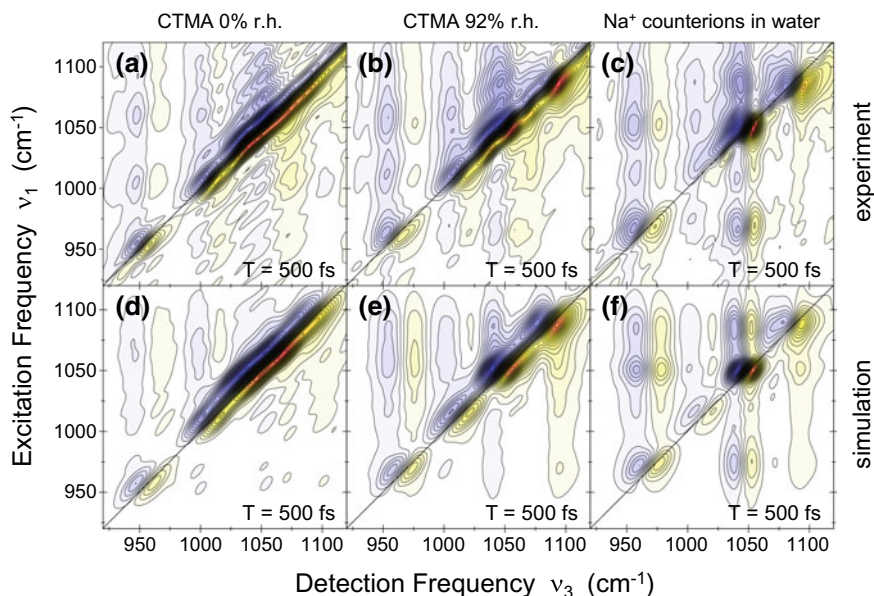 CTMA 0% r.h. CTMA 92% r.h. Na⁺ counterions in water
1100 (a) (b) (c)
1050
1000
950
T = 500 fs T = 500 fs T = 500 fs
experiment
1100 (d) (e) (f)
1050
1000
950
T = 500 fs T = 500 fs T = 500 fs
simulation
Excitation Frequency ν₁ (cm⁻¹)
950 1000 1050 1100 950 1000 1050 1100 950 1000 1050 1100
Detection Frequency ν₃ (cm⁻¹)